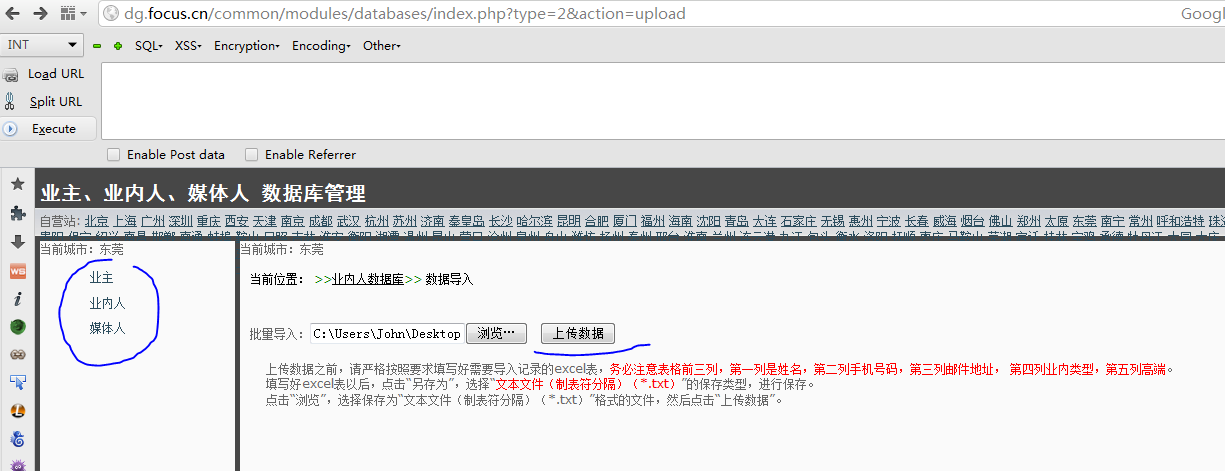 dg.focus.cn/common/modules/databases/index.php?type=2&action=upload
Goog
INT SQL XSS Encryption Encoding Other
Load URL
Split URL
Execute
Enable Post data Enable Referrer
业主、业内人、媒体人 数据库管理
自营站: 北京 上海 广州 深圳 重庆 西安 天津 南京 成都 武汉 杭州 苏州 济南 秦皇岛 长沙 哈尔滨 昆明 合肥 厦门 福州 海南 沈阳 青岛 大连 石家庄 无锡 惠州 宁波 长春 威海 烟台 佛山 郑州 太原 东莞 南宁 常州 呼和浩特 珠
当前城市: 东莞
业主
业内人
媒体人
当前城市: 东莞
当前位置: >>业内人数据库>> 数据导入
批量导入: C:\Users\John\Desktop 浏览… 上传数据
上传数据之前，请严格按照要求填写好需要导入记录的excel表，务必注意表格前三列，第一列是姓名，第二列手机号码，第三列邮件地址， 第四列业内类型，第五列高端。
填写好excel表以后，点击“另存为”，选择“文本文件（制表符分隔）（*.txt）”的保存类型，进行保存。
点击“浏览”，选择保存为“文本文件（制表符分隔）（*.txt）”格式的文件，然后点击“上传数据”。